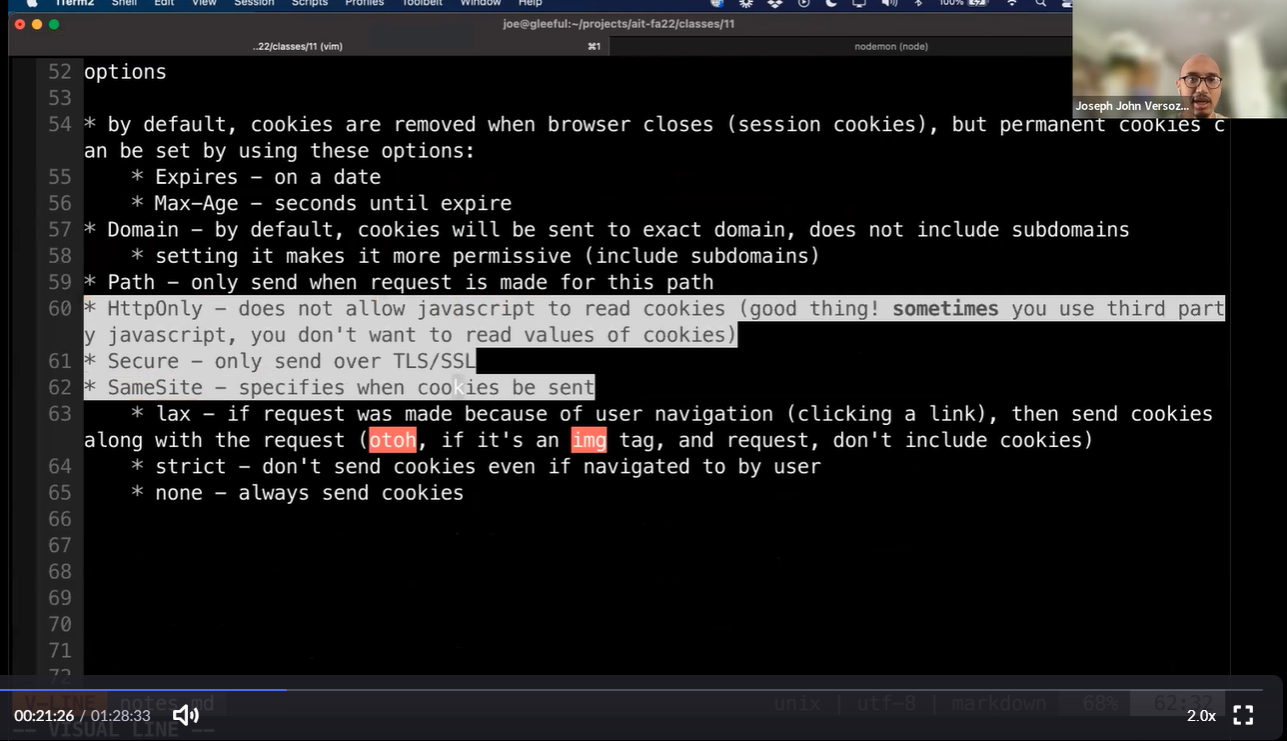 iTerm2 Shell Edit View Session Scripts Profiles Toolbelt Window Help 100%
joe@gleeful:~/projects/ait-fa22/classes/11
..22/classes/11 (vim) ⌘1 nodemon (node)
Joseph John Versoz...
52 options
53
54 * by default, cookies are removed when browser closes (session cookies), but permanent cookies c
an be set by using these options:
55 * Expires - on a date
56 * Max-Age - seconds until expire
57 * Domain - by default, cookies will be sent to exact domain, does not include subdomains
58 * setting it makes it more permissive (include subdomains)
59 * Path - only send when request is made for this path
60 * HttpOnly - does not allow javascript to read cookies (good thing! sometimes you use third part
y javascript, you don't want to read values of cookies)
61 * Secure - only send over TLS/SSL
62 * SameSite - specifies when cookies be sent
63 * lax - if request was made because of user navigation (clicking a link), then send cookies
along with the request (otoh, if it's an img tag, and request, don't include cookies)
64 * strict - don't send cookies even if navigated to by user
65 * none - always send cookies
66
67
68
69
70
71
72
V-LINE notes.md unix | utf-8 | markdown 68% 62:32
00:21:26 / 01:28:33 2.0x
-- VISUAL LINE --